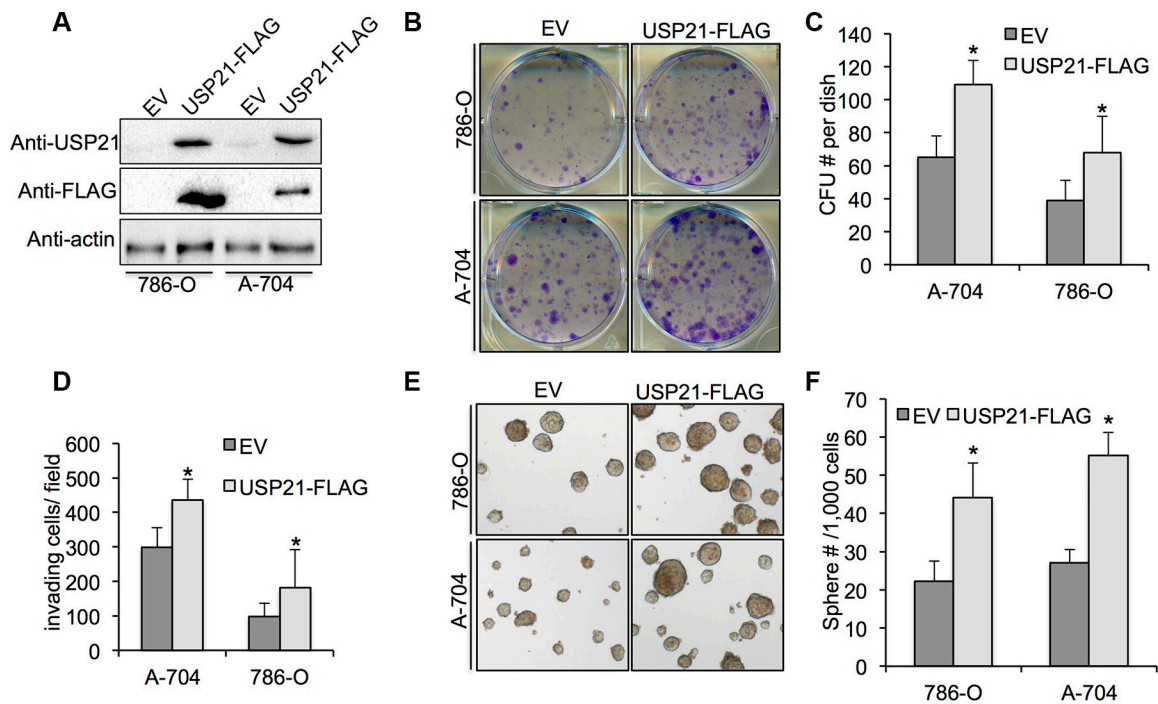 A
EV
USP21-FLAG
EV
USP21-FLAG
Anti-USP21
Anti-FLAG
Anti-actin
786-O
A-704
B
EV
USP21-FLAG
786-O
A-704
C
140
120
100
80
60
40
20
0
CFU # per dish
EV
USP21-FLAG
*
*
A-704
786-O
D
600
500
400
300
200
100
0
invading cells/ field
EV
USP21-FLAG
*
*
A-704
786-O
E
EV
USP21-FLAG
786-O
A-704
F
70
60
50
40
30
20
10
0
Sphere # /1,000 cells
EV USP21-FLAG
*
*
786-O
A-704